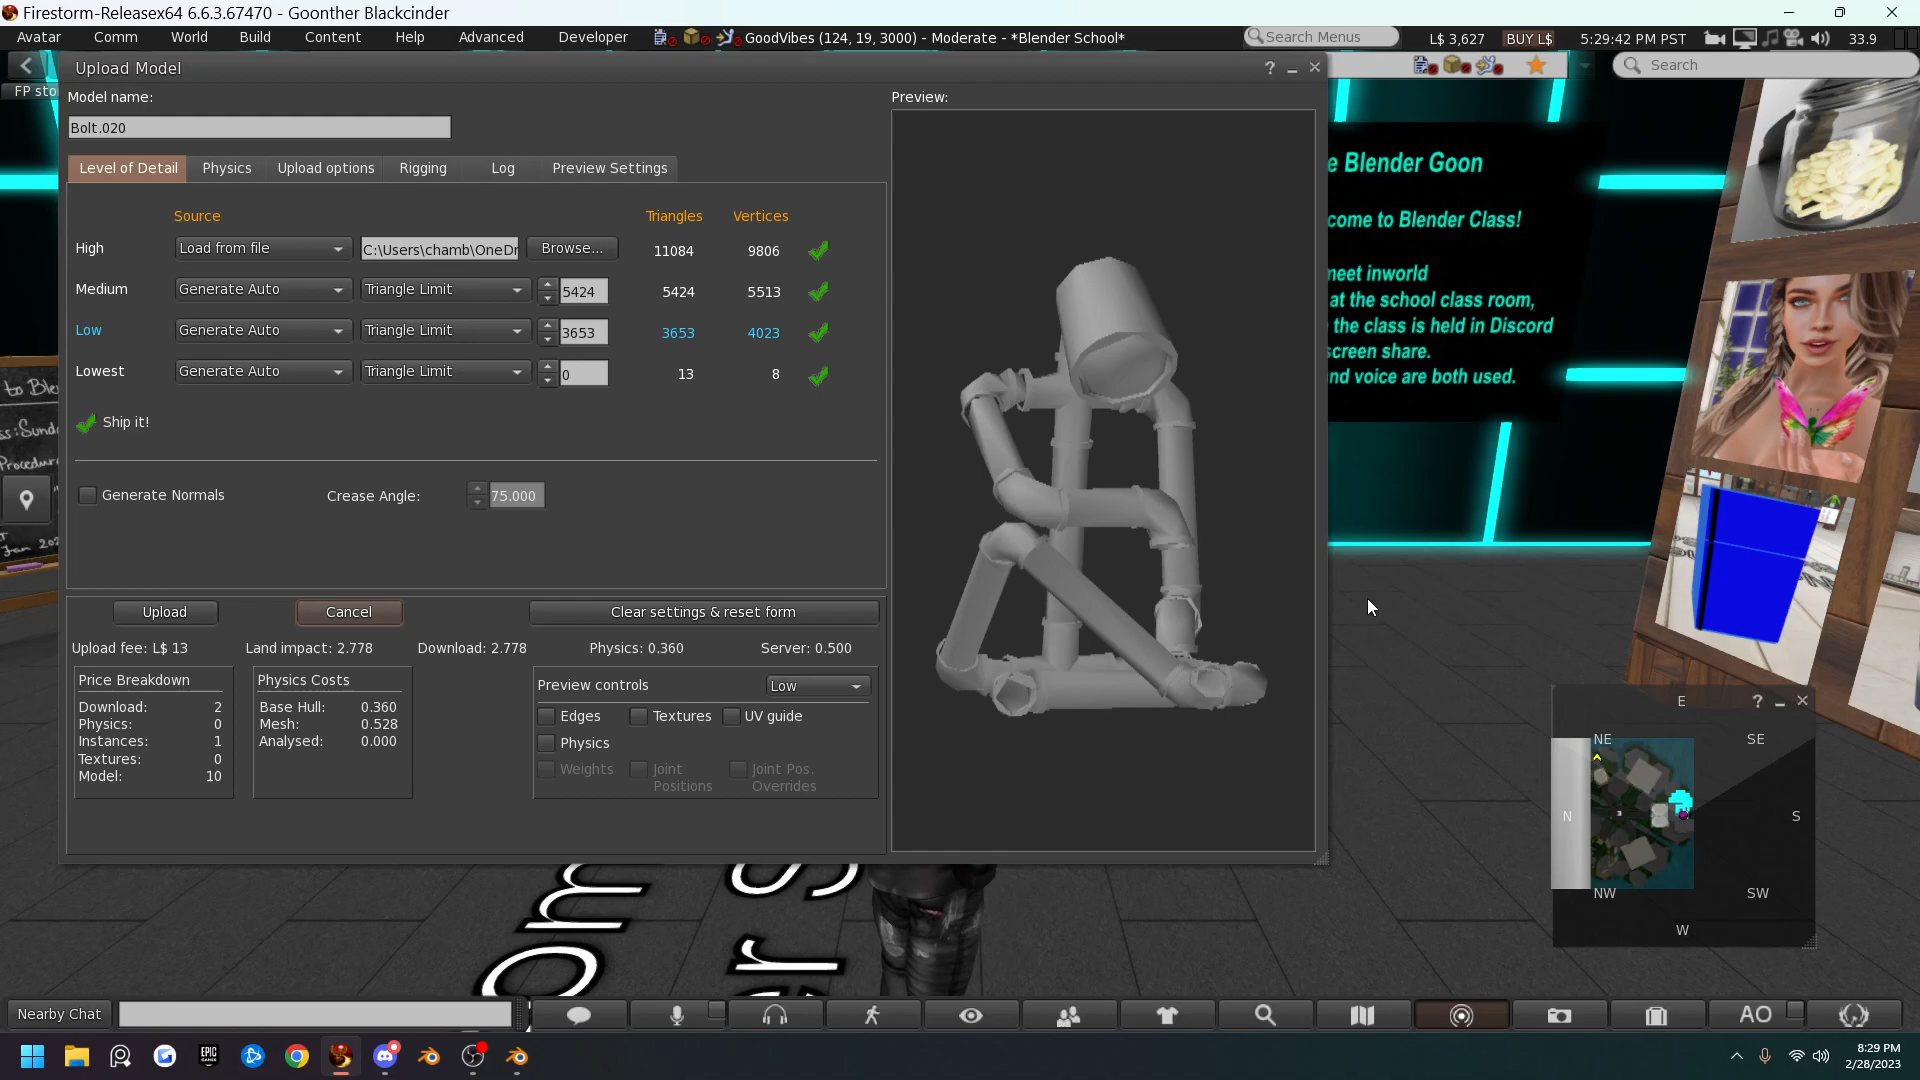 Firestorm-Releasex64 6.6.3.67470 - Goonther Blackcinder
Avatar Comm World Build Content Help Advanced Developer GoodVibes (124, 19, 3000) - Moderate - *Blender School* Search Menus L$ 3,627 BUY L$ 5:29:42 PM PST 33.9
Upload Model ?
Search
FP sto
Model name:
Preview:
Bolt.020
Level of Detail Physics Upload options Rigging Log Preview Settings
Source Triangles Vertices
High Load from file C:\Users\chamb\OneDr Browse... 11084 9806
Medium Generate Auto Triangle Limit 5424 5424 5513
Low Generate Auto Triangle Limit 3653 3653 4023
Lowest Generate Auto Triangle Limit 0 13 8
Ship it!
Generate Normals Crease Angle: 75.000
Upload Cancel Clear settings & reset form
Upload fee: L$ 13 Land impact: 2.778 Download: 2.778 Physics: 0.360 Server: 0.500
Price Breakdown
Download: 2
Physics: 0
Instances: 1
Textures: 0
Model: 10
Physics Costs
Base Hull: 0.360
Mesh: 0.528
Analysed: 0.000
Preview controls Low
Edges Textures UV guide
Physics
Weights Joint Positions Joint Pos. Overrides
e Blender Goon
come to Blender Class!
meet inworld
at the school class room,
the class is held in Discord
screen share.
nd voice are both used.
to Ble
ss:Sund
Procedur
Jan 202
E ?
NE SE
N S
NW SW
W
Nearby Chat
AO
EPIC GAMES
8:29 PM
2/28/2023